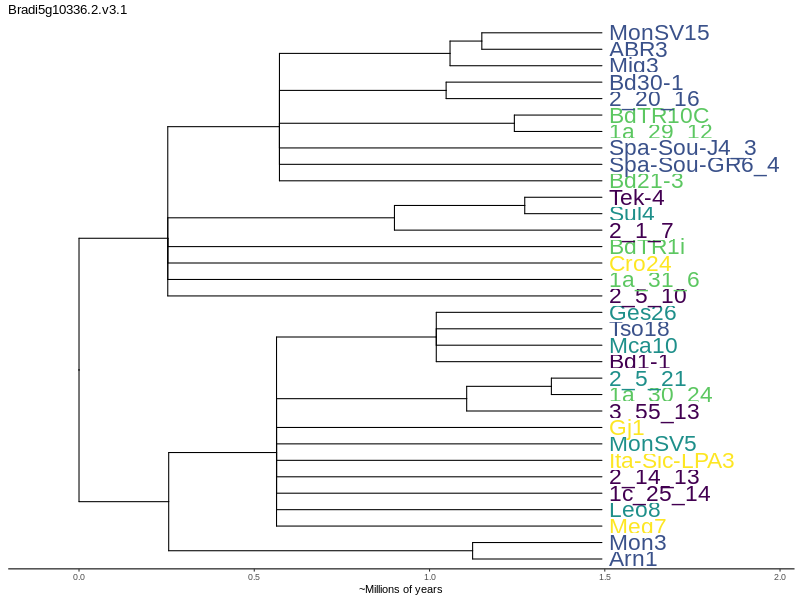 Bradi5g10336.2.v3.1
MonSV15
ABR3
Mig3
Bd30-1
2_20_16
BdTR10C
1a_29_12
Spa-Sou-J4_3
Spa-Sou-GR6_4
Bd21-3
Tek-4
Sul4
2_1_7
BdTR1i
Cro24
1a_31_6
2_5_10
Ges26
Tso18
Mca10
Bd1-1
2_5_21
1a_30_24
3_55_13
Gj1
MonSV5
Ita-Sic-LPA3
2_14_13
1c_25_14
Leo8
Meg7
Mon3
Arn1
0.0 0.5 1.0 1.5 2.0
~Millions of years